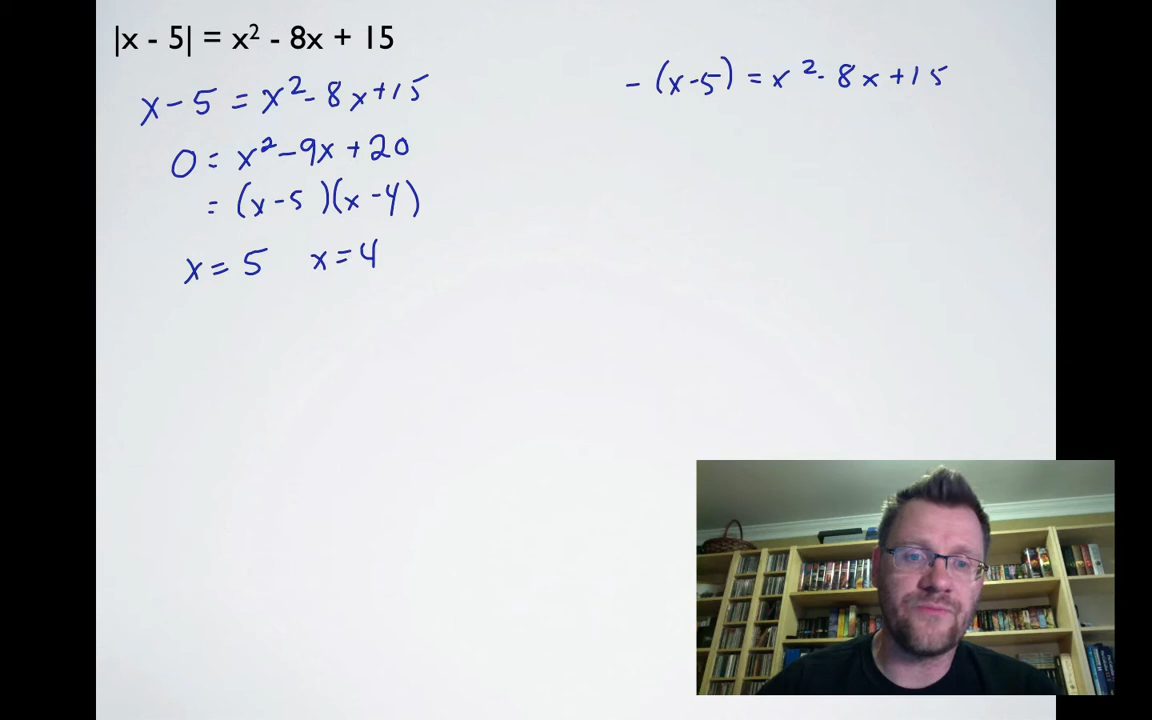 |x - 5| = x² - 8x + 15
x - 5 = x² - 8x + 15
0 = x² - 9x + 20
= (x - 5 )(x - 4)
x = 5 x = 4
- (x - 5) = x² - 8x + 15